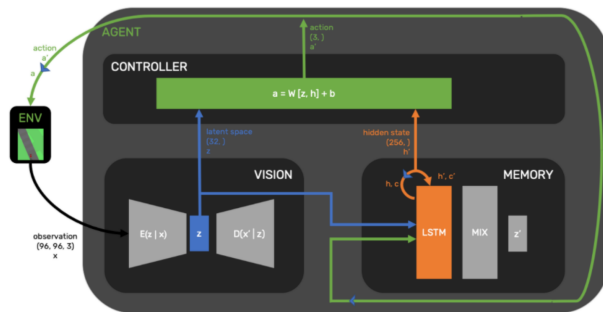 AGENT
action
a'
a
action
(3, )
a'
CONTROLLER
a = W [z, h] + b
ENV
latent space
(32, )
z
hidden state
(256, )
h'
VISION
MEMORY
h, c
h', c'
E(z | x)
z
D(x' | z)
LSTM
MIX
z'
observation
(96, 96, 3)
x